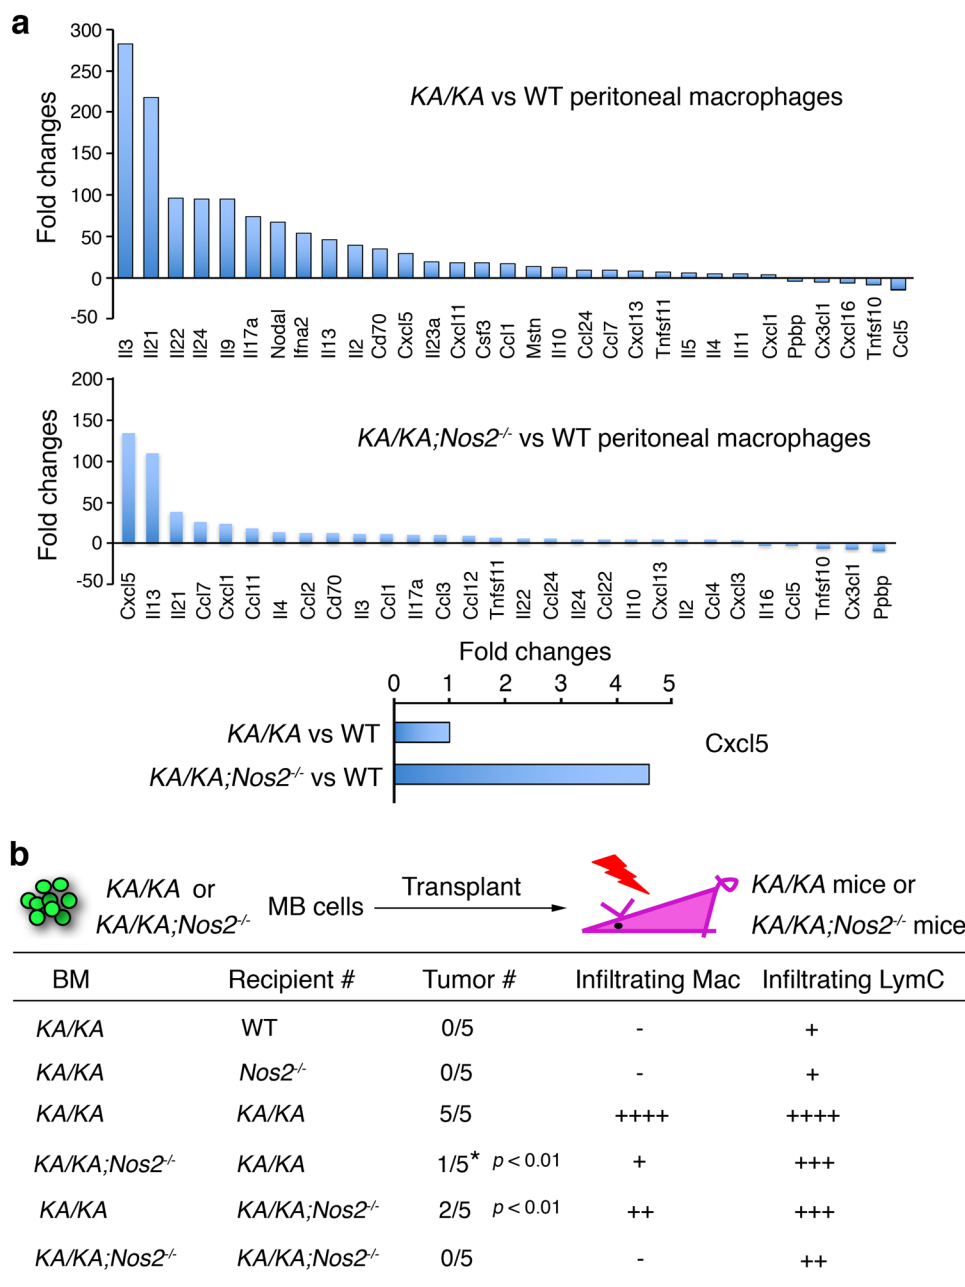 a
300
250
200
150
100
50
0
-50
Fold changes
KA/KA vs WT peritoneal macrophages
Il3 Il21 Il22 Il24 Il9 Il17a Nodal Ifna2 Il13 Il2 Cd70 Cxcl5 Il23a Cxcl11 Csf3 Ccl1 Mstn Il10 Ccl24 Ccl7 Cxcl13 Tnfsf11 Il5 Il4 Il11 Cxcl1 Ppbp Cx3cl1 Cxcl16 Tnfsf10 Ccl5
200
150
100
50
0
-50
Fold changes
KA/KA;Nos2-/- vs WT peritoneal macrophages
Cxcl5 Il13 Il21 Ccl7 Cxcl1 Ccl11 Il4 Ccl2 Cd70 Il3 Ccl1 Il17a Ccl3 Ccl12 Tnfsf11 Il22 Ccl24 Il24 Ccl22 Il10 Cxcl13 Il2 Ccl4 Cxcl3 Il16 Ccl5 Tnfsf10 Cx3cl1 Ppbp
Fold changes
0 1 2 3 4 5
KA/KA vs WT
KA/KA;Nos2-/- vs WT
Cxcl5
b
KA/KA or
KA/KA;Nos2-/-
MB cells
Transplant
KA/KA mice or
KA/KA;Nos2-/- mice
BM Recipient # Tumor # Infiltrating Mac Infiltrating LymC
KA/KA WT 0/5 - +
KA/KA Nos2-/- 0/5 - +
KA/KA KA/KA 5/5 ++++ ++++
KA/KA;Nos2-/- KA/KA 1/5* p < 0.01 + +++
KA/KA KA/KA;Nos2-/- 2/5 p < 0.01 ++ +++
KA/KA;Nos2-/- KA/KA;Nos2-/- 0/5 - ++